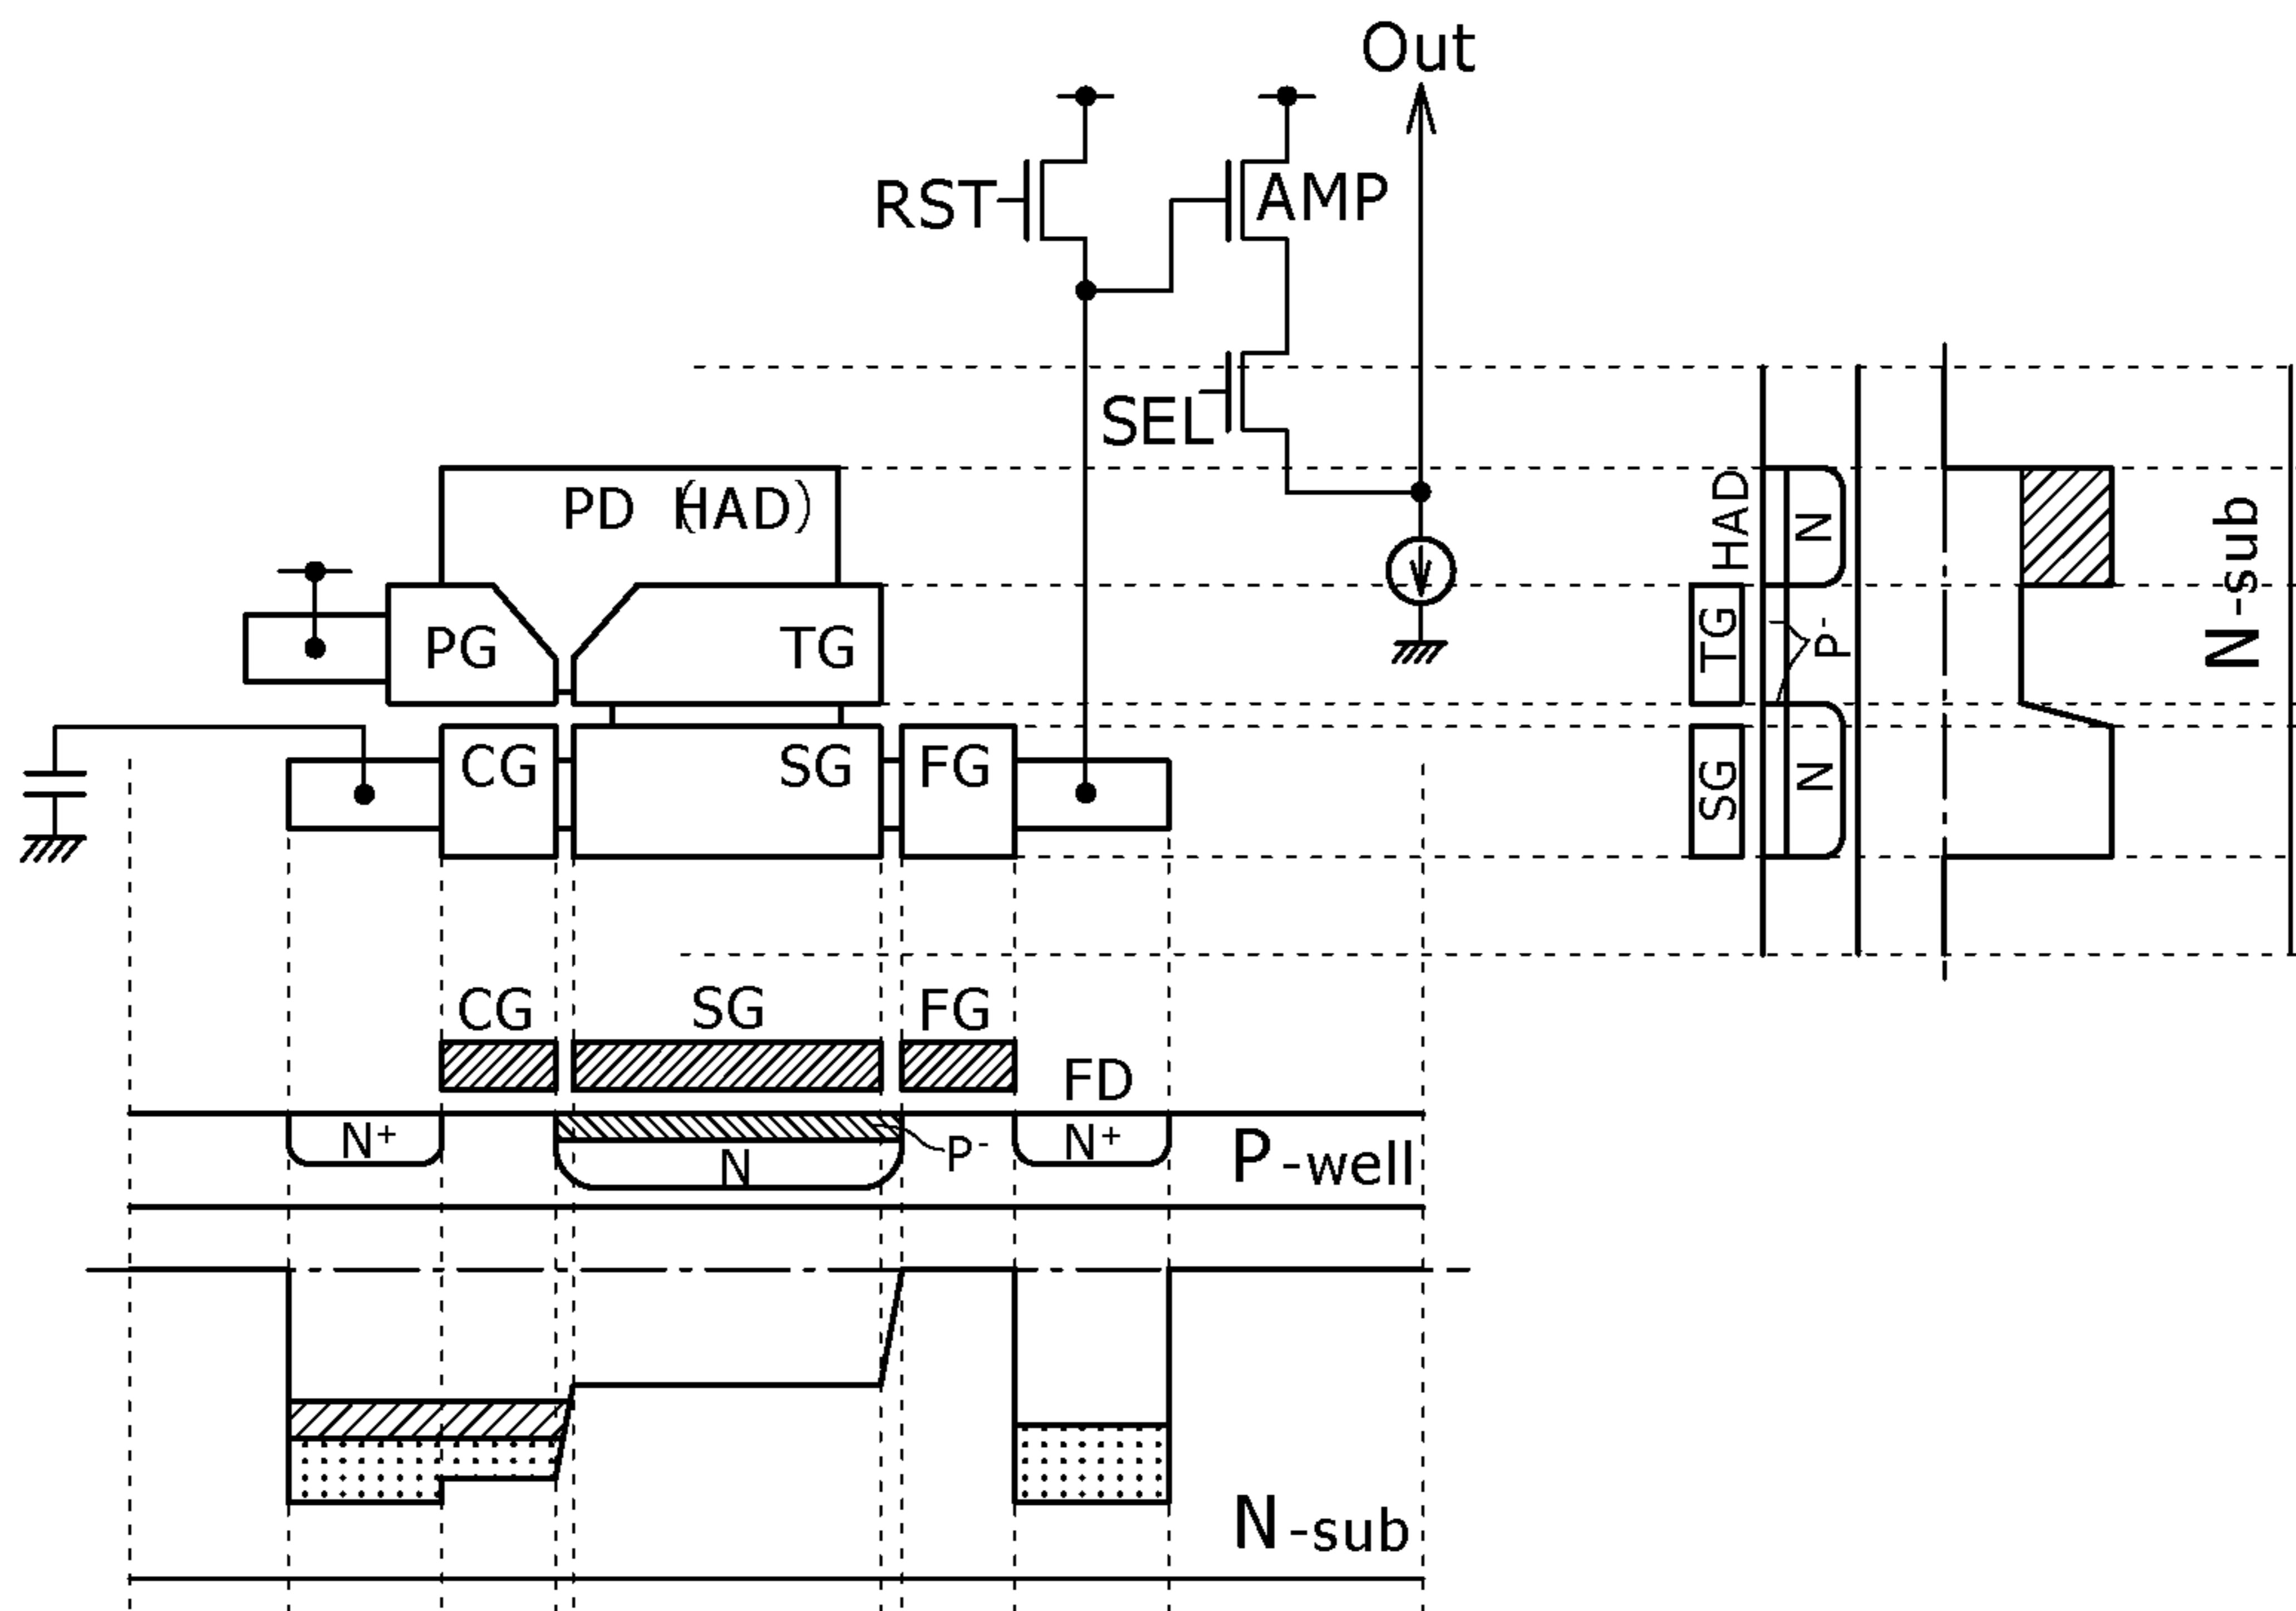 Out
RST
AMP
SEL
PD (HAD)
PG
TG
CG
SG
FG
HAD
N
TG
P-
SG
N
N-sub
CG
SG
FG
FD
N+
N
P-
N+
P-well
N-sub